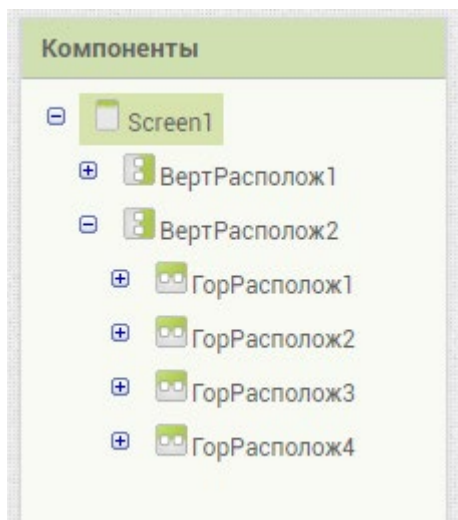 Компоненты
Screen1
ВертРасполож1
ВертРасполож2
ГорРасполож1
ГорРасполож2
ГорРасполож3
ГорРасполож4